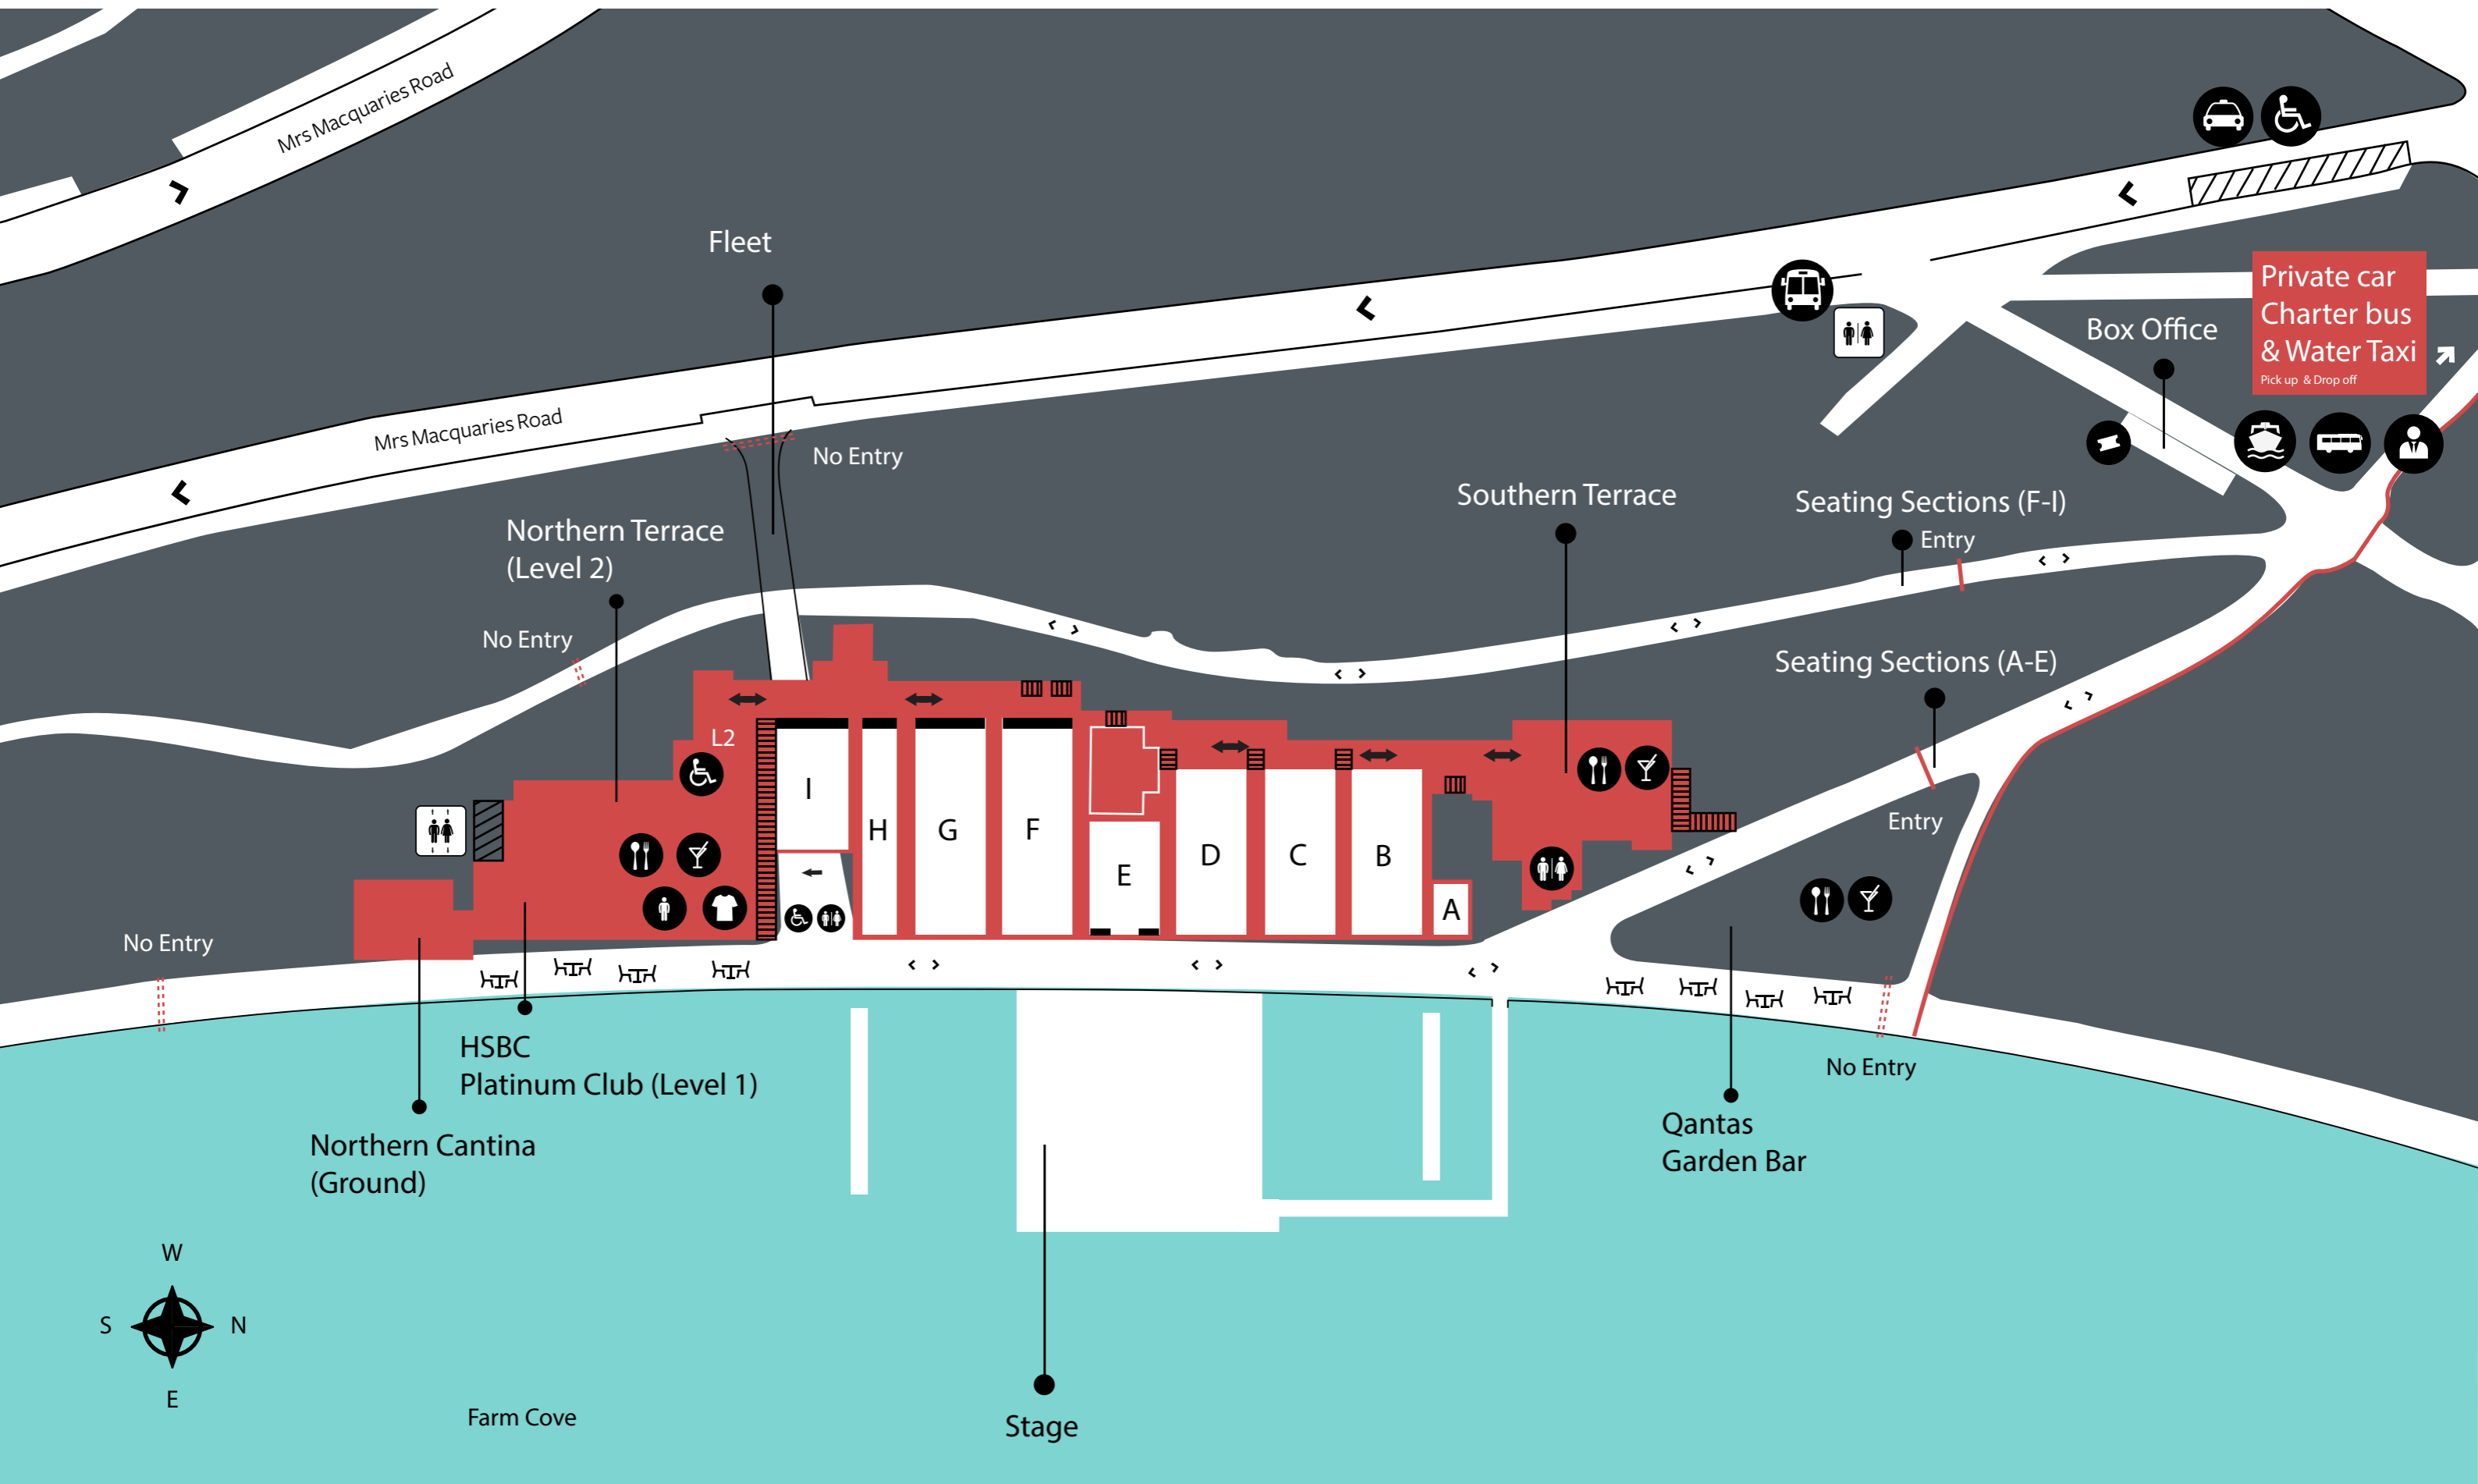 Mrs Macquaries Road
Fleet
Private car
Charter bus
& Water Taxi
Pick up & Drop off
Box Office
Mrs Macquaries Road
No Entry
Southern Terrace
Seating Sections (F-I)
Entry
Northern Terrace
(Level 2)
No Entry
Seating Sections (A-E)
L2
I
H
G
F
E
D
C
B
A
Entry
No Entry
HSBC
Platinum Club (Level 1)
No Entry
Northern Cantina
(Ground)
Qantas
Garden Bar
W
S
N
E
Farm Cove
Stage